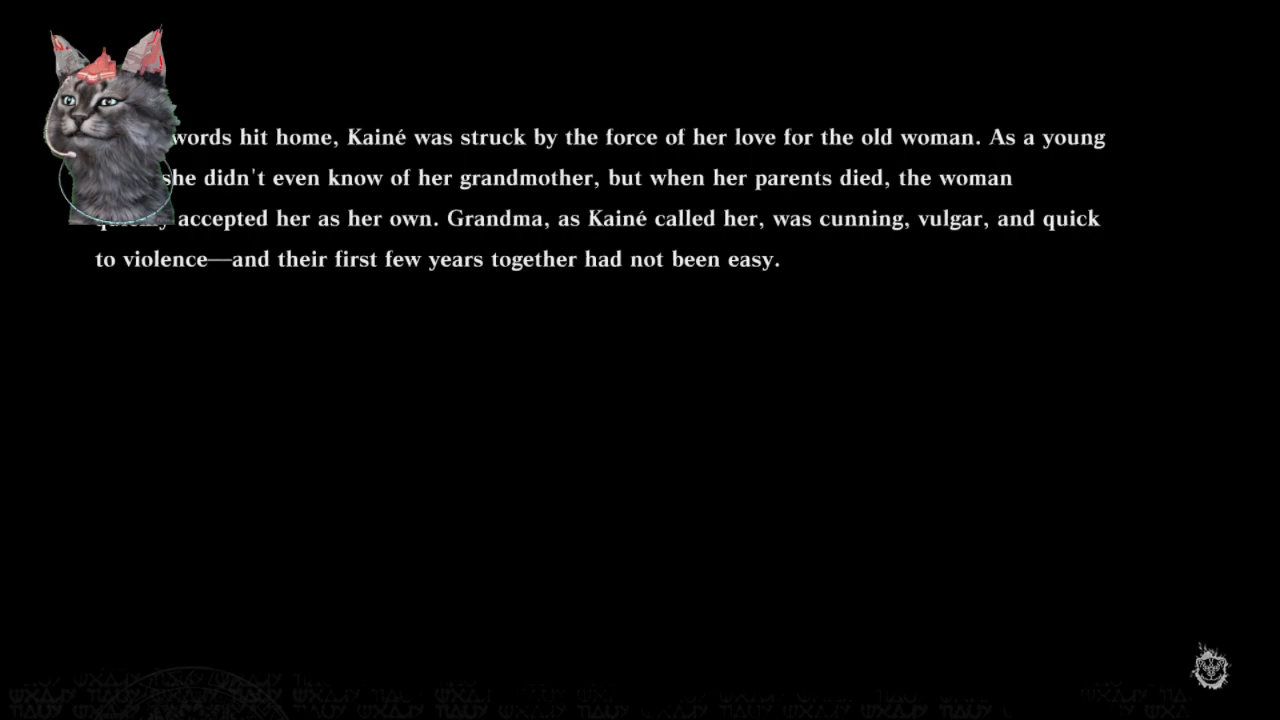 words hit home, Kainé was struck by the force of her love for the old woman. As a young
she didn't even know of her grandmother, but when her parents died, the woman
accepted her as her own. Grandma, as Kainé called her, was cunning, vulgar, and quick
to violence—and their first few years together had not been easy.